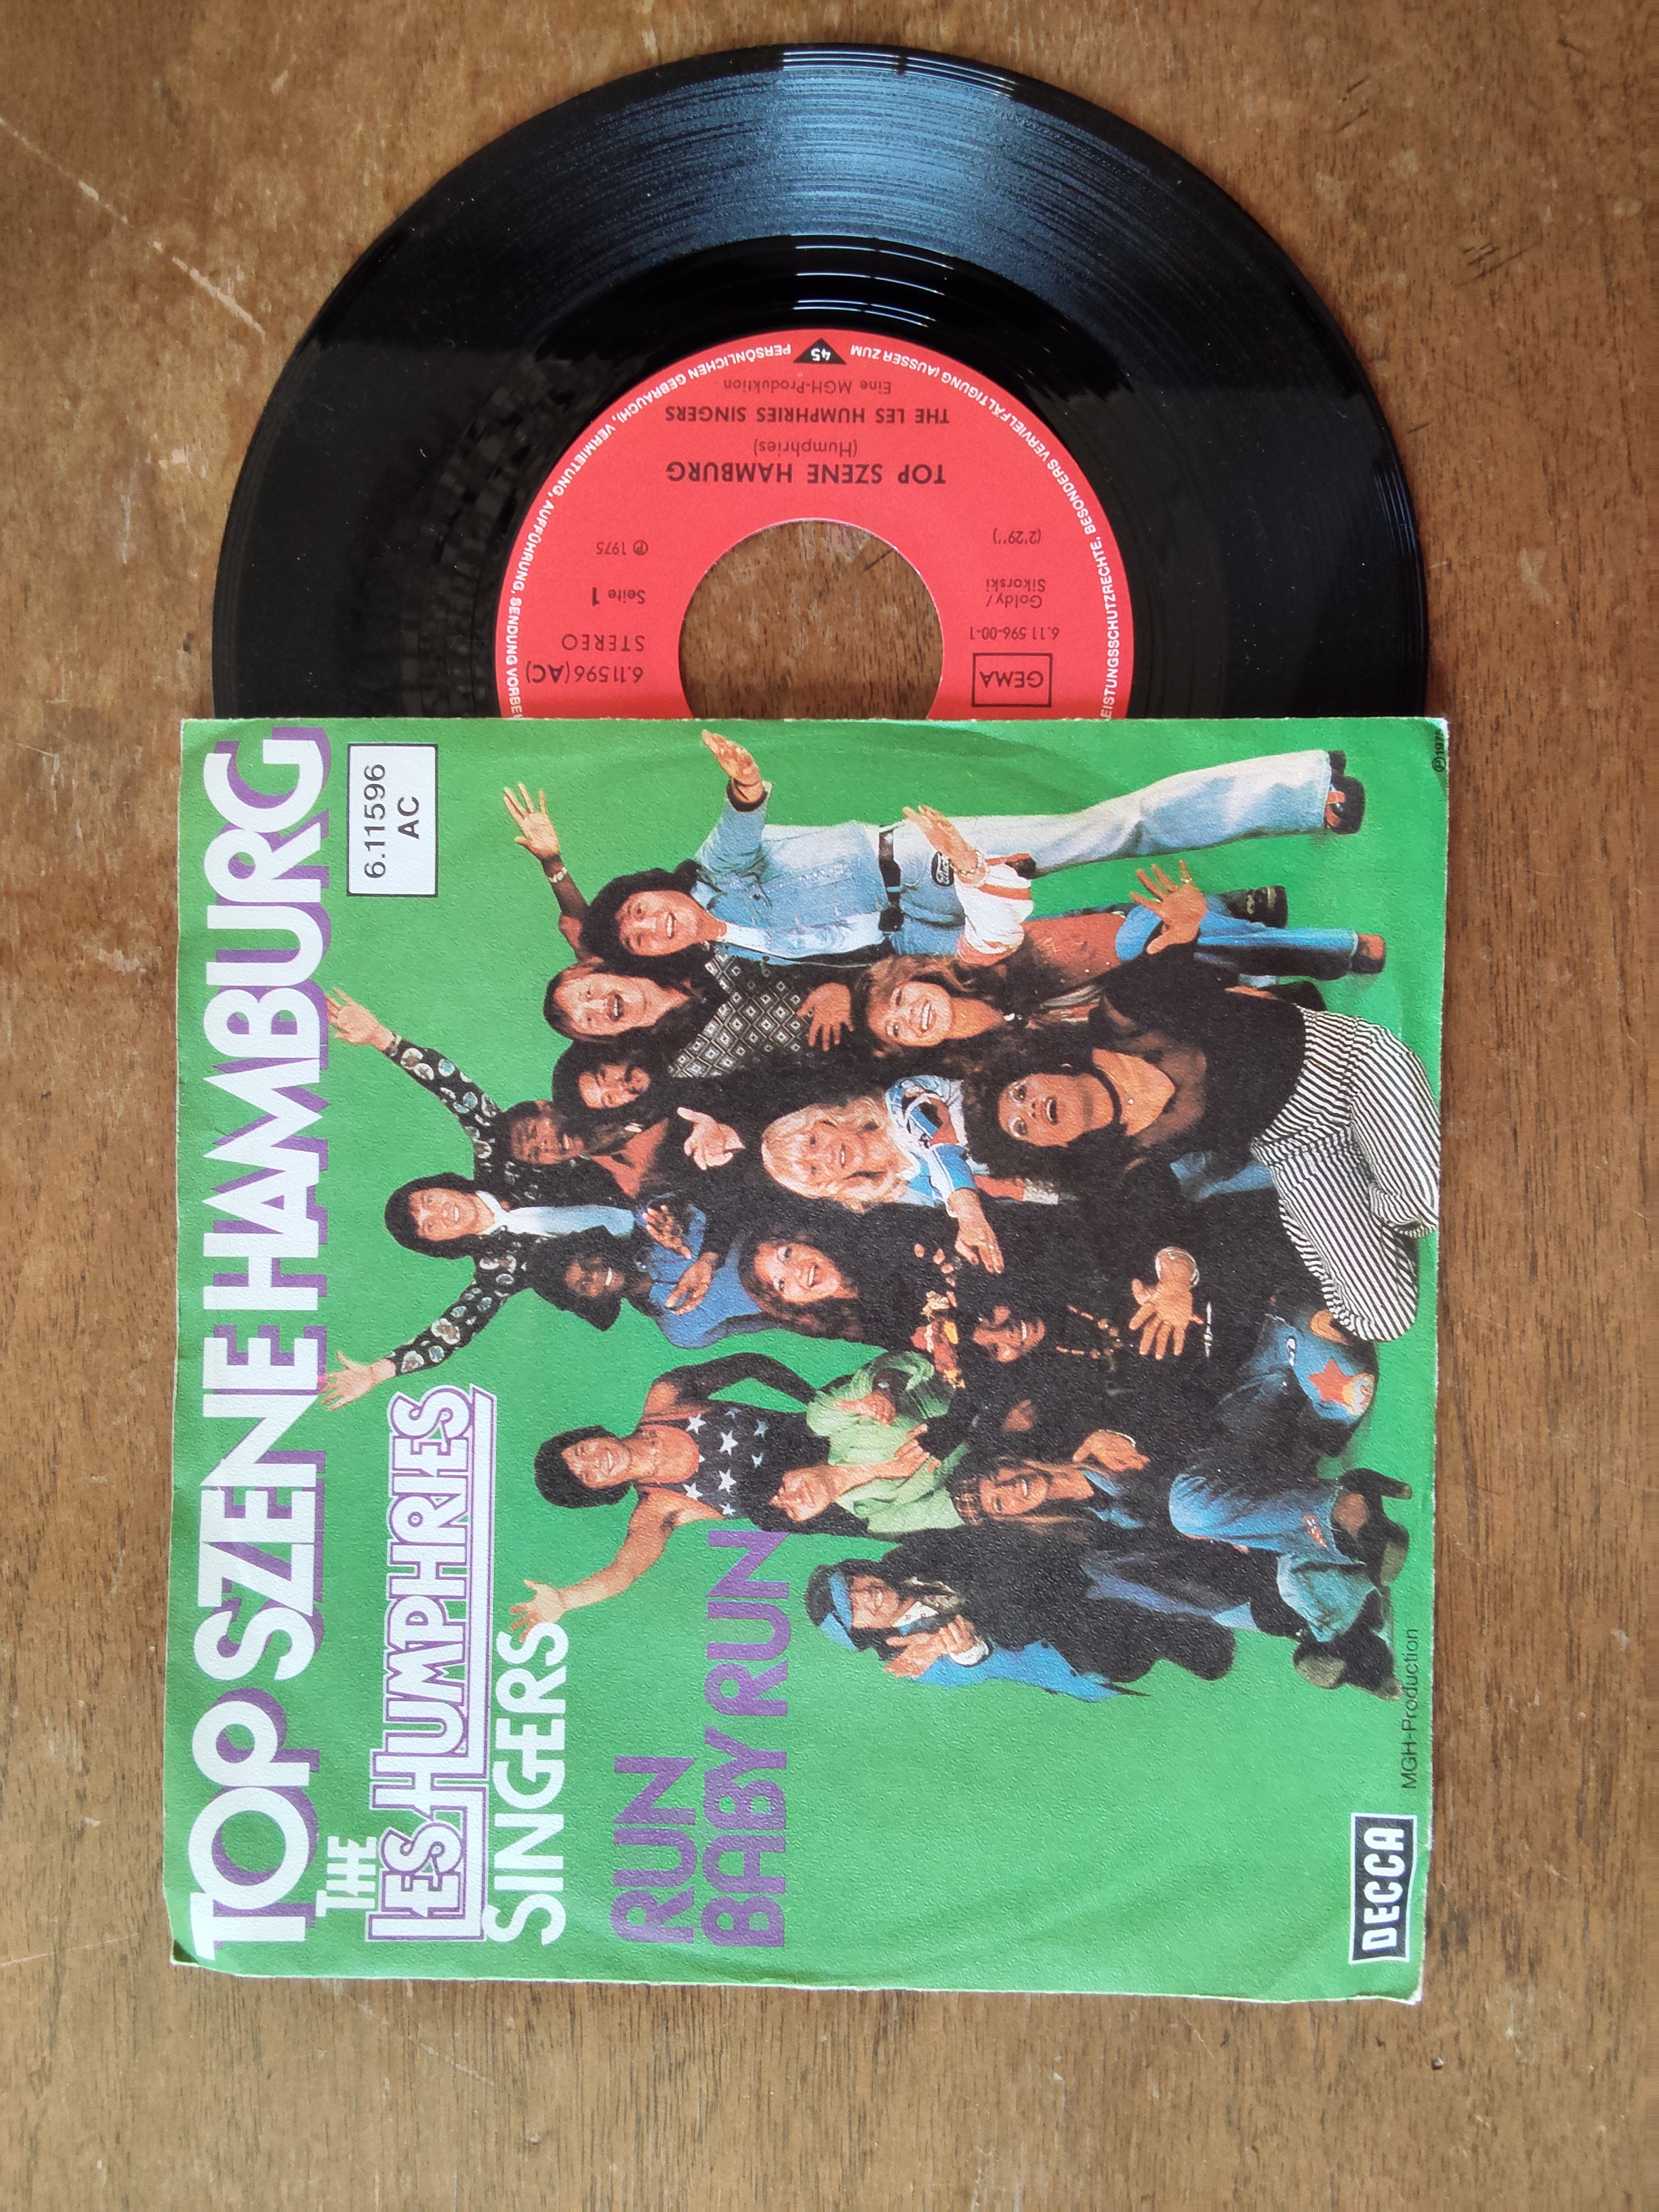 TOP SZENE HAMBURG
6.11596
AC
THE
LES HUMPHRIES
SINGERS
RUN
BABY RUN
DECCA
MGH-Production
℗ 197
GEMA
6.11 596-00-1
Goldy/
Sikorski
(2'29'')
6.11596(AC)
STEREO
Seite 1
℗ 1975
TOP SZENE HAMBURG
(Humphries)
THE LES HUMPHRIES SINGERS
Eine MGH-Produktion
45
LEISTUNGSSCHUTZRECHTE, BESONDERS VERVIELFÄLTIGUNG (AUSSER ZUM PERSÖNLICHEN GEBRAUCH), VERMIETUNG, AUFFÜHRUNG, SENDUNG VORBE